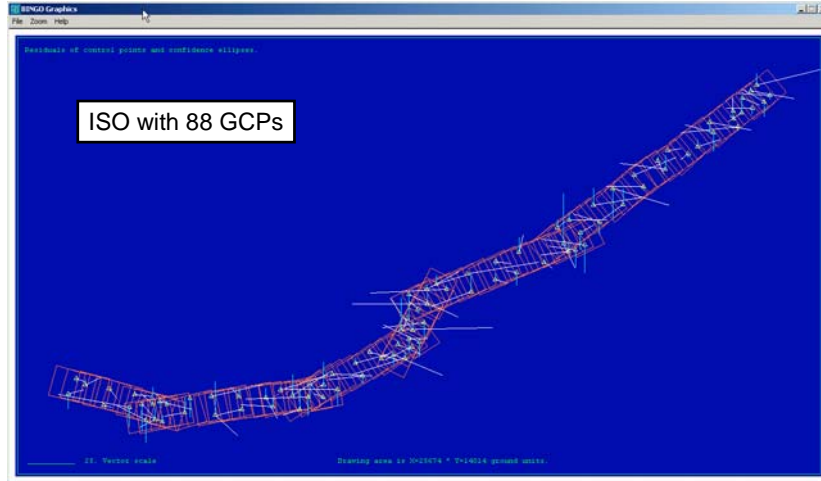 BINGO Graphics
File Zoom Help
Residuals of control points and confidence ellipses.
ISO with 88 GCPs
20. Vector scale
Drawing area is X=25674 * Y=14014 ground units.